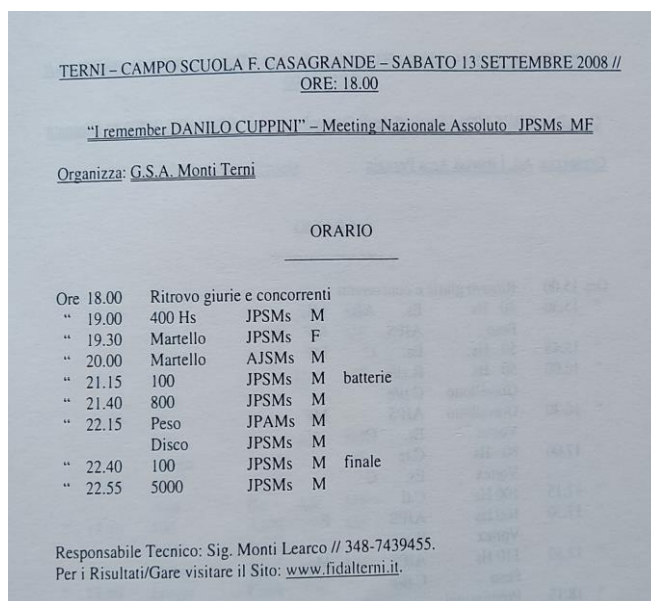 TERNI – CAMPO SCUOLA F. CASAGRANDE – SABATO 13 SETTEMBRE 2008 //
ORE: 18.00
“I remember DANILO CUPPINI” – Meeting Nazionale Assoluto JPSMs MF
Organizza: G.S.A. Monti Terni
ORARIO
Ore 18.00 Ritrovo giurie e concorrenti
“ 19.00 400 Hs JPSMs M
“ 19.30 Martello JPSMs F
“ 20.00 Martello AJSMs M
“ 21.15 100 JPSMs M batterie
“ 21.40 800 JPSMs M
“ 22.15 Peso JPAMs M
Disco JPSMs M
“ 22.40 100 JPSMs M finale
“ 22.55 5000 JPSMs M
Responsabile Tecnico: Sig. Monti Learco // 348-7439455.
Per i Risultati/Gare visitare il Sito: www.fidalterni.it.